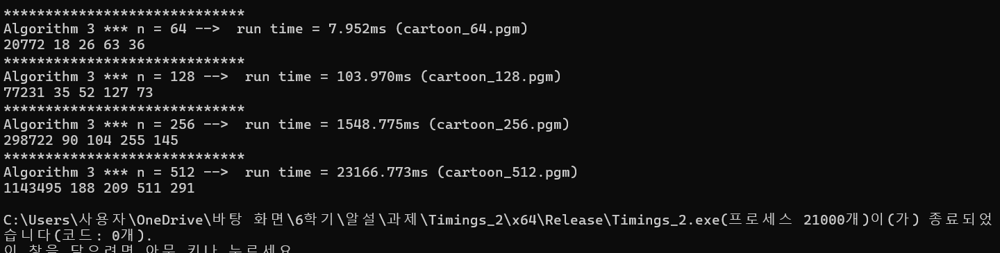 *****************************
Algorithm 3 *** n = 64 -->  run time = 7.952ms (cartoon_64.pgm)
20772 18 26 63 36
*****************************
Algorithm 3 *** n = 128 -->  run time = 103.970ms (cartoon_128.pgm)
77231 35 52 127 73
*****************************
Algorithm 3 *** n = 256 -->  run time = 1548.775ms (cartoon_256.pgm)
298722 90 104 255 145
*****************************
Algorithm 3 *** n = 512 -->  run time = 23166.773ms (cartoon_512.pgm)
1143495 188 209 511 291
C:\Users\사용자\OneDrive\바탕 화면\6학기\알설\과제\Timings_2\x64\Release\Timings_2.exe(프로세스 21000개)이(가) 종료되었
습니다(코드: 0개).
이 창을 닫으려면 아무 키나 누르세요